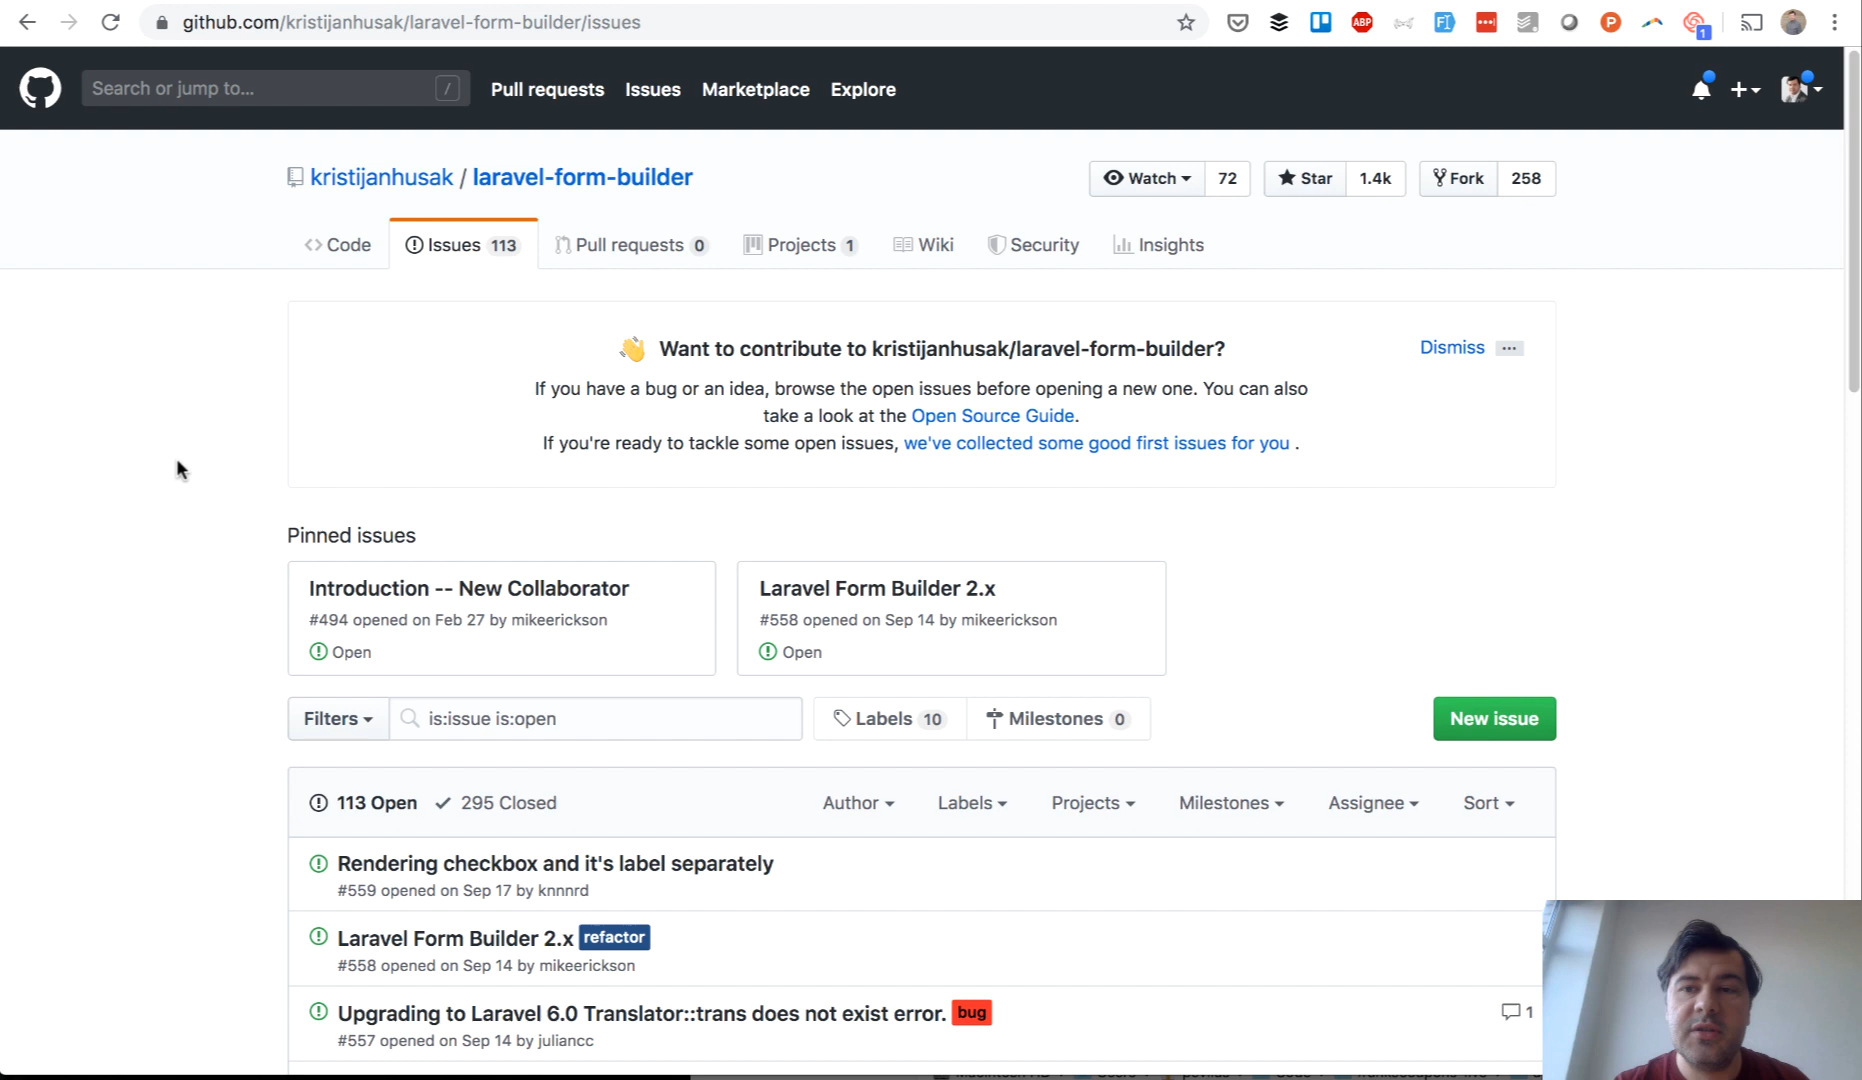 github.com/kristijanhusak/laravel-form-builder/issues
ABP
P
1
Search or jump to...
/
Pull requests
Issues
Marketplace
Explore
kristijanhusak / laravel-form-builder
Watch
72
Star
1.4k
Fork
258
Code
Issues 113
Pull requests 0
Projects 1
Wiki
Security
Insights
Want to contribute to kristijanhusak/laravel-form-builder?
Dismiss
If you have a bug or an idea, browse the open issues before opening a new one. You can also
take a look at the Open Source Guide.
If you're ready to tackle some open issues, we've collected some good first issues for you .
Pinned issues
Introduction -- New Collaborator
#494 opened on Feb 27 by mikeerickson
Open
Laravel Form Builder 2.x
#558 opened on Sep 14 by mikeerickson
Open
Filters
is:issue is:open
Labels 10
Milestones 0
New issue
113 Open
295 Closed
Author
Labels
Projects
Milestones
Assignee
Sort
Rendering checkbox and it's label separately
#559 opened on Sep 17 by knnnrd
Laravel Form Builder 2.x refactor
#558 opened on Sep 14 by mikeerickson
Upgrading to Laravel 6.0 Translator::trans does not exist error. bug
1
#557 opened on Sep 14 by juliancc